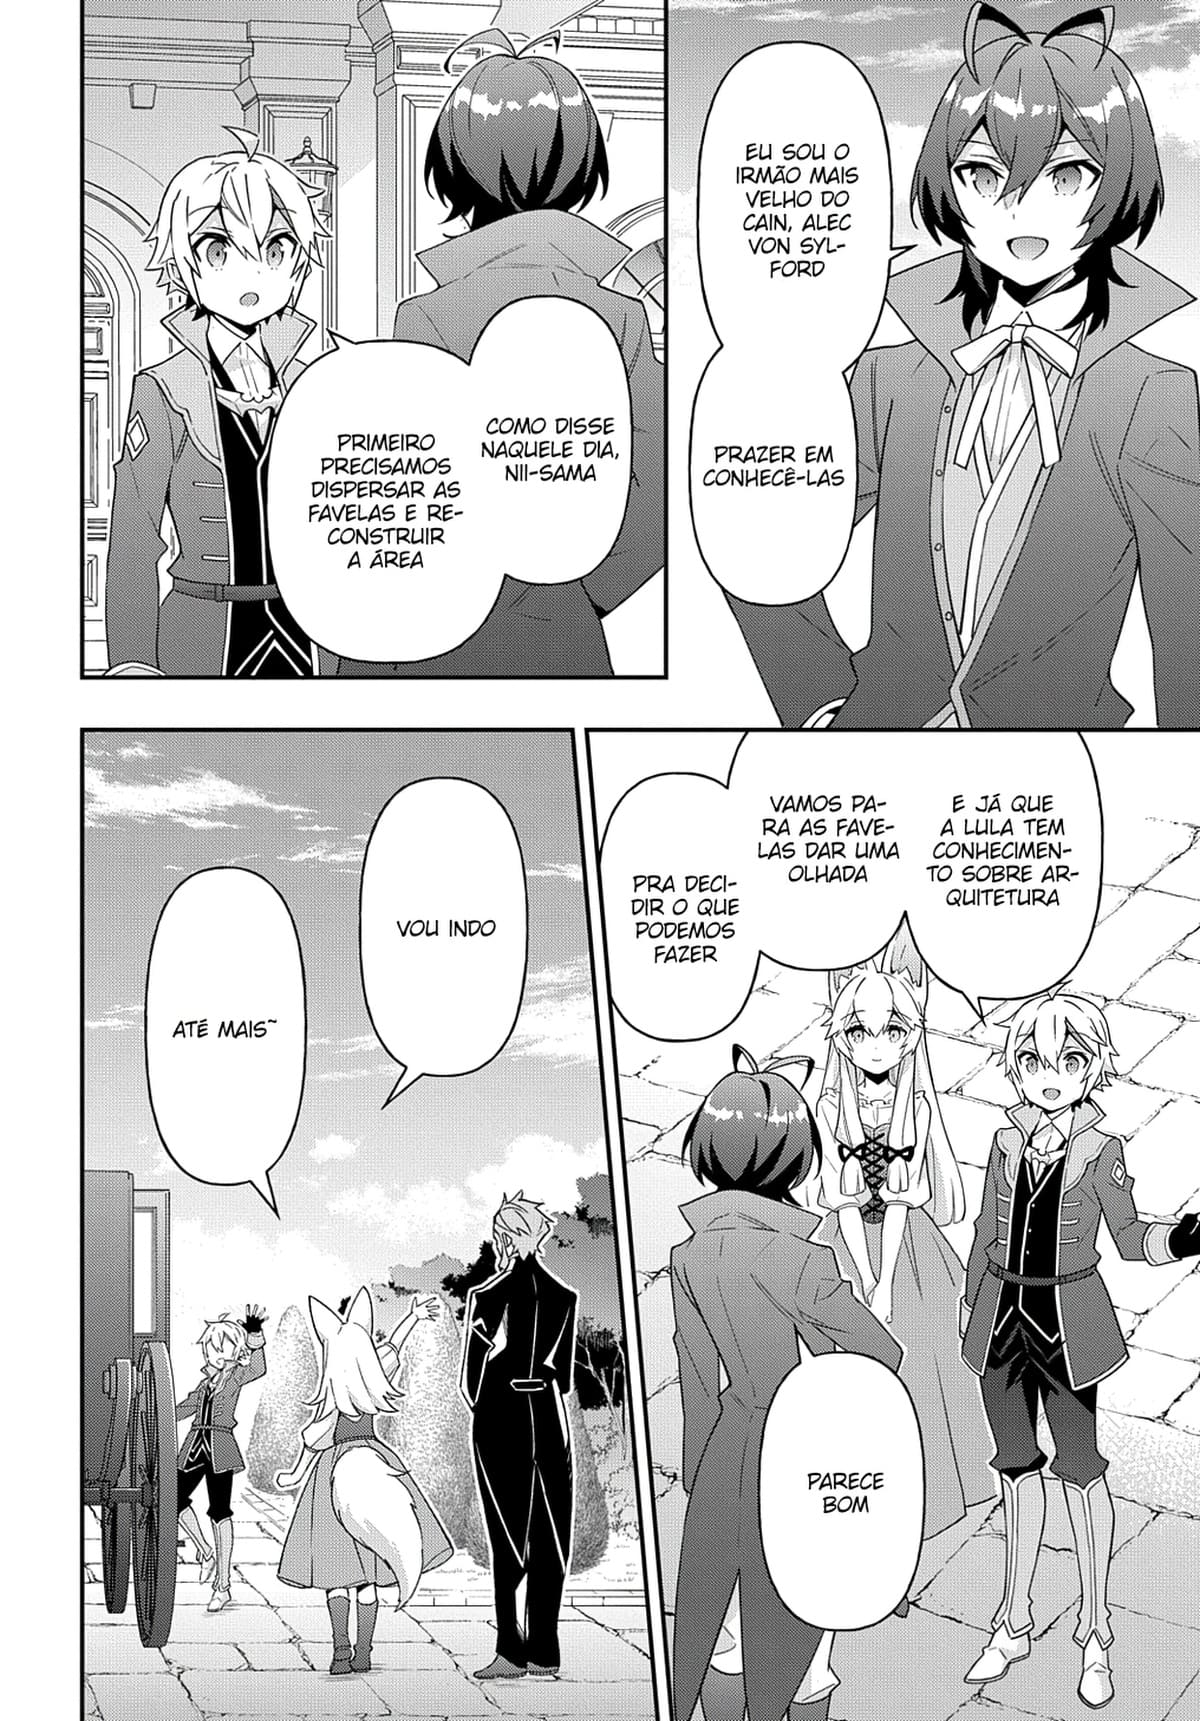 EU SOU O
IRMÃO MAIS
VELHO DO
CAIN, ALEC
VON SYL-
FORD
PRAZER EM
CONHECÊ-LAS
COMO DISSE
NAQUELE DIA,
NII-SAMA
PRIMEIRO
PRECISAMOS
DISPERSAR AS
FAVELAS E RE-
CONSTRUIR
A ÁREA
E JÁ QUE
A LULA TEM
CONHECIMEN-
TO SOBRE AR-
QUITETURA
VAMOS PA-
RA AS FAVE-
LAS DAR UMA
OLHADA
PRA DECI-
DIR O QUE
PODEMOS
FAZER
PARECE
BOM
VOU INDO
ATÉ MAIS~